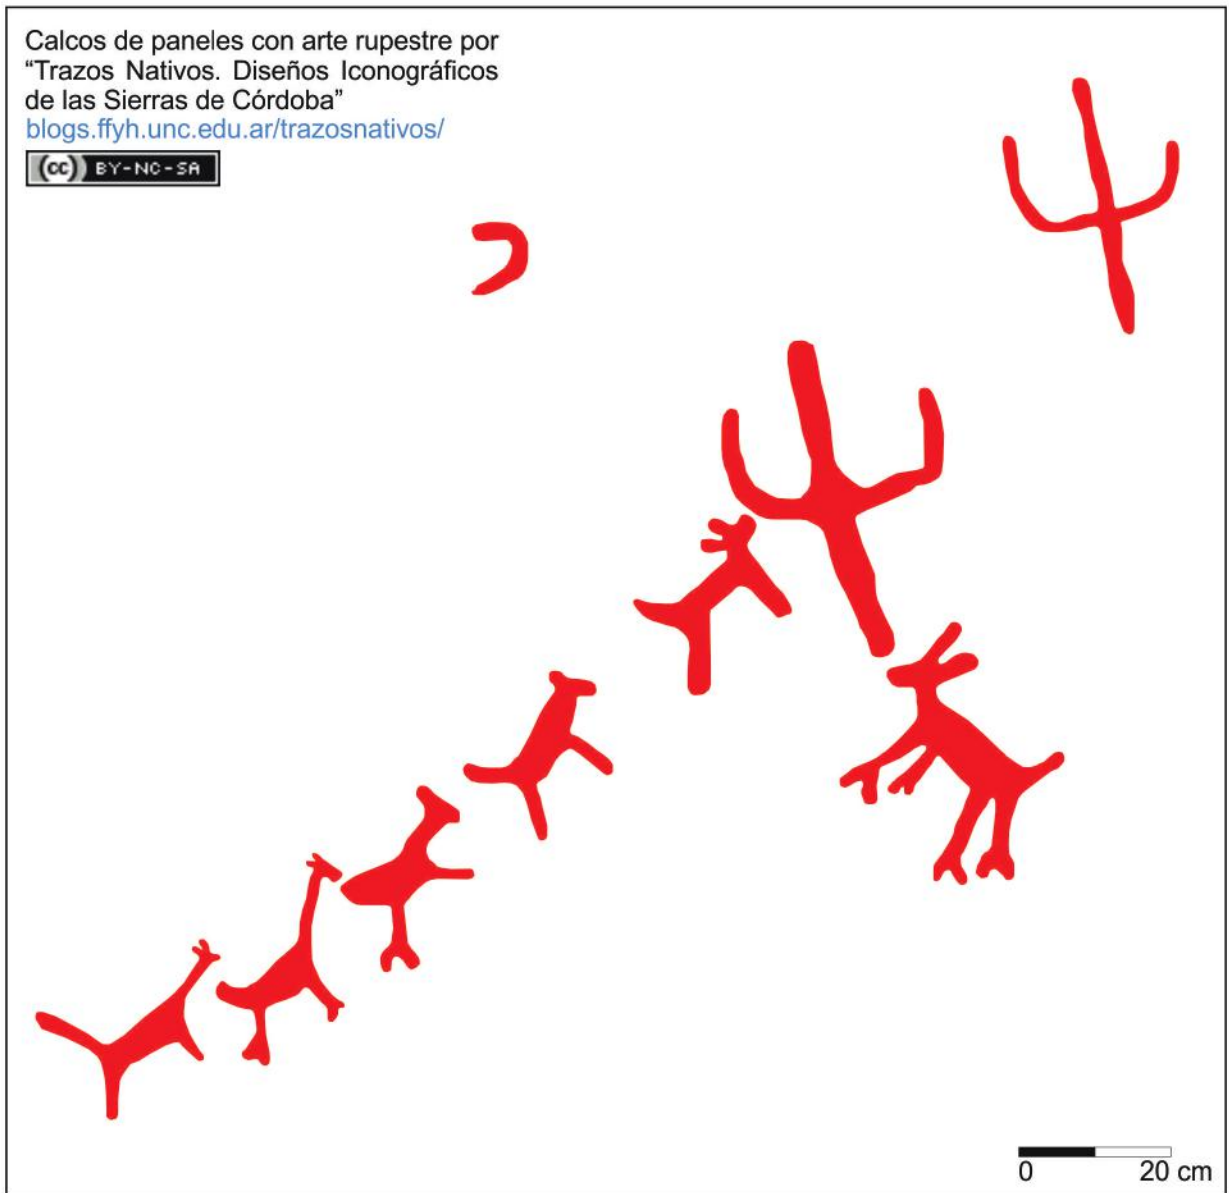 Calcos de paneles con arte rupestre por
“Trazos Nativos. Diseños Iconográficos
de las Sierras de Córdoba”
blogs.ffyh.unc.edu.ar/trazosnativos/
(cc) BY-NC-SA
0 20 cm